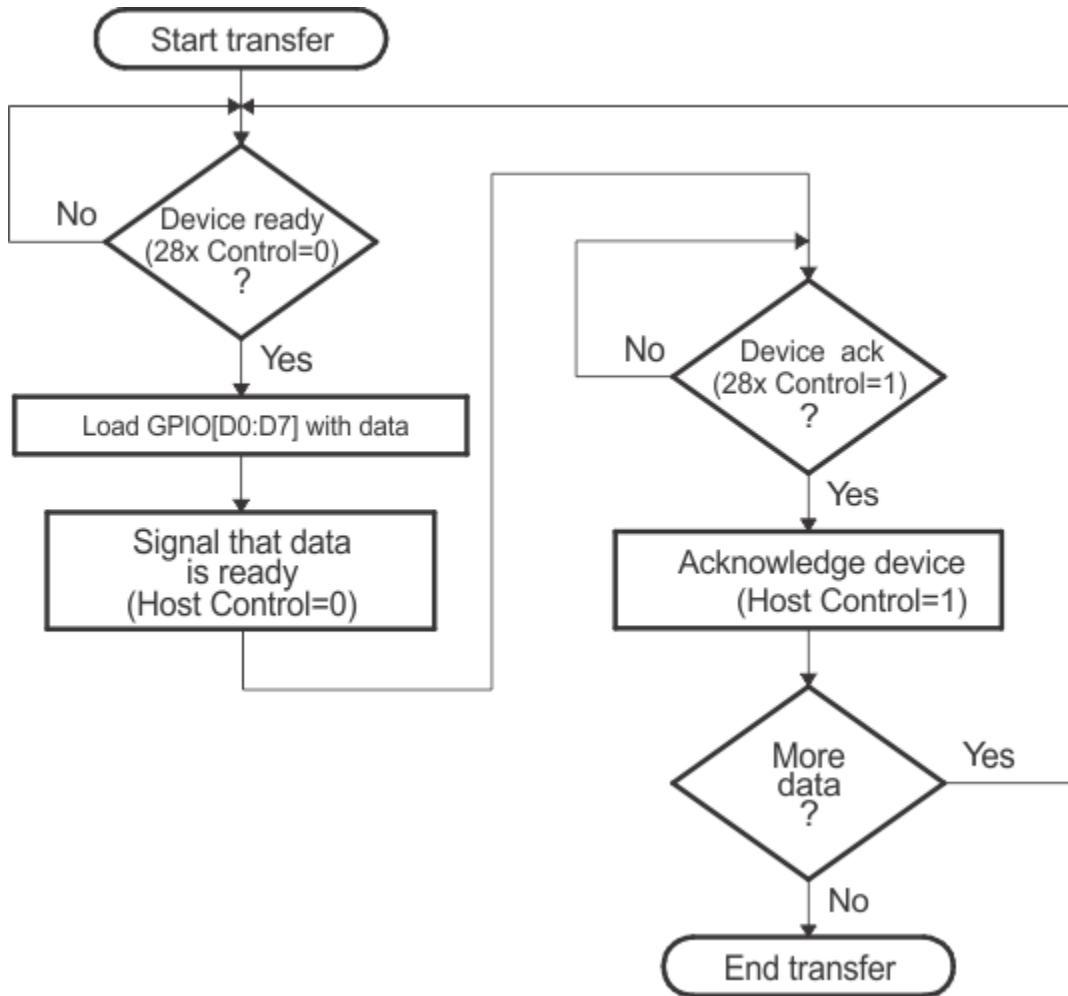 Start transfer
No
Device ready
(28x Control=0)
?
Yes
Load GPIO[D0:D7] with data
Signal that data
is ready
(Host Control=0)
No
Device ack
(28x Control=1)
?
Yes
Acknowledge device
(Host Control=1)
More
data
?
Yes
No
End transfer